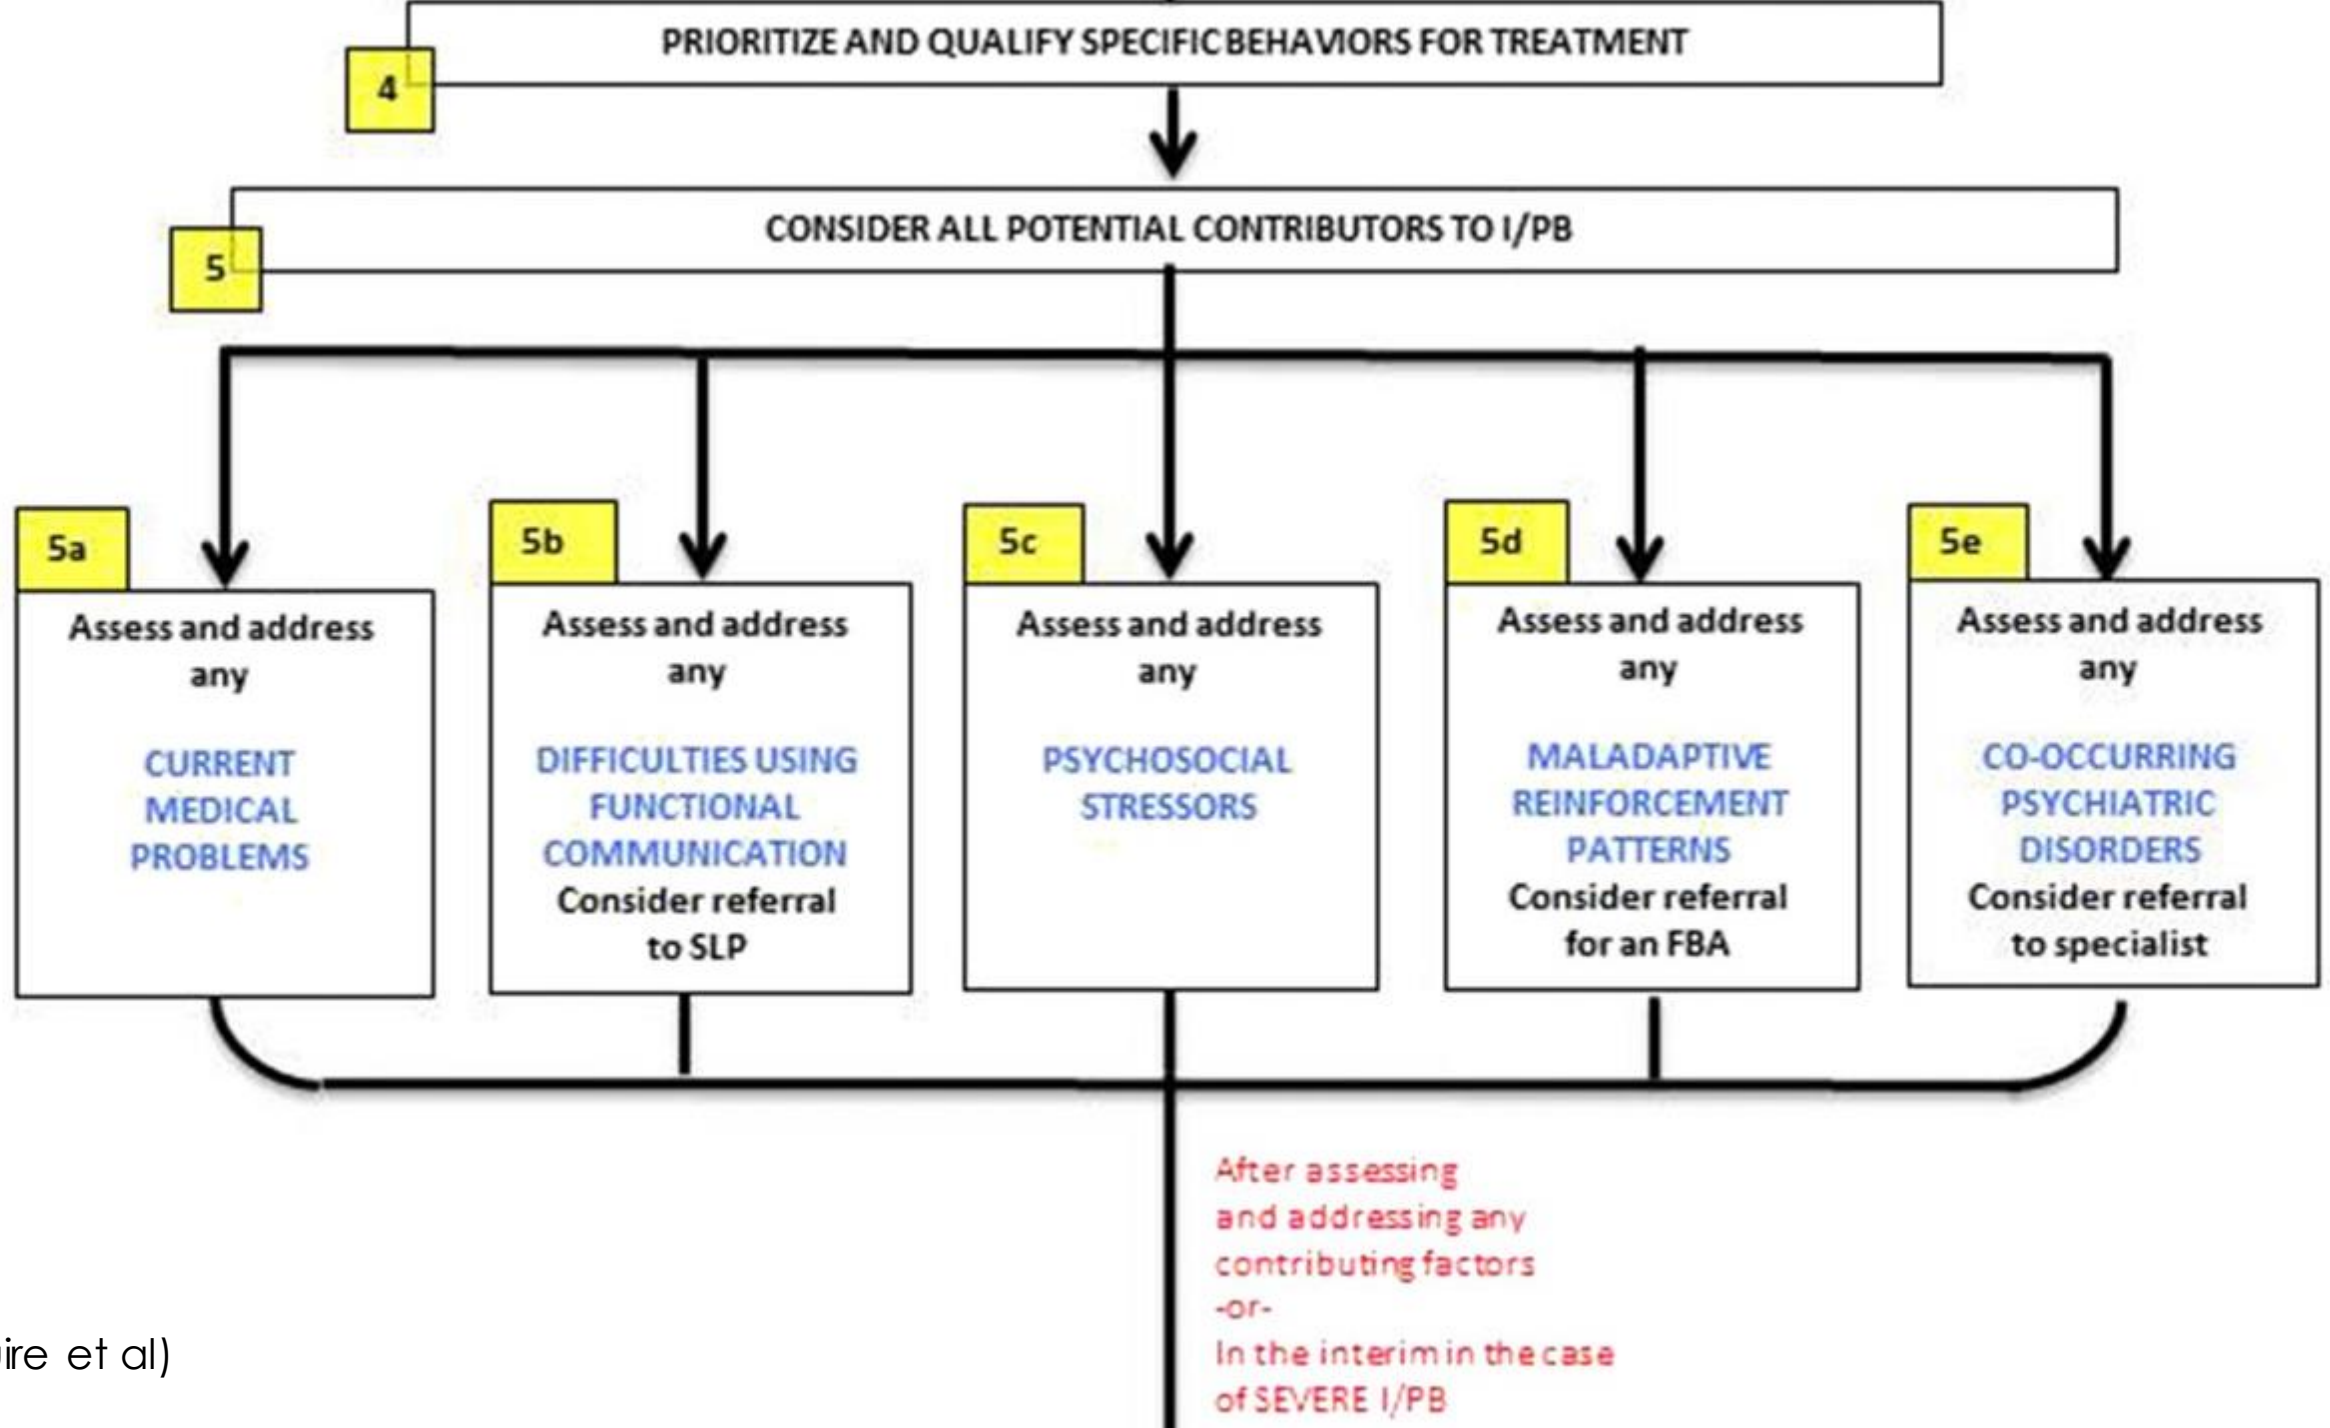 PRIORITIZE AND QUALIFY SPECIFIC BEHAVIORS FOR TREATMENT
4
CONSIDER ALL POTENTIAL CONTRIBUTORS TO I/PB
5
5a
Assess and address
any
CURRENT
MEDICAL
PROBLEMS
5b
Assess and address
any
DIFFICULTIES USING
FUNCTIONAL
COMMUNICATION
Consider referral
to SLP
5c
Assess and address
any
PSYCHOSOCIAL
STRESSORS
5d
Assess and address
any
MALADAPTIVE
REINFORCEMENT
PATTERNS
Consider referral
for an FBA
5e
Assess and address
any
CO-OCCURRING
PSYCHIATRIC
DISORDERS
Consider referral
to specialist
After assessing
and addressing any
contributing factors
-or-
In the interim in the case
of SEVERE I/PB
et al)